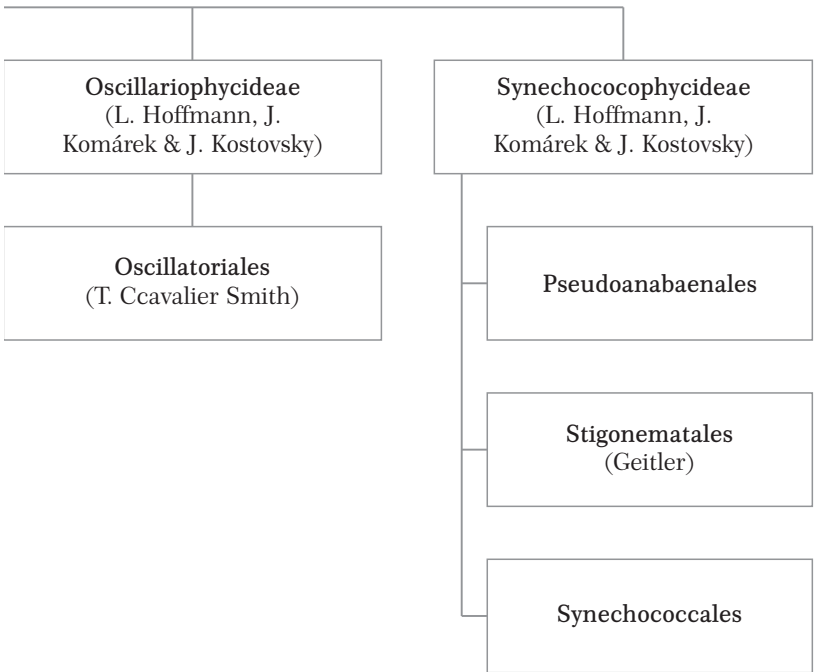 Oscillariophycideae
(L. Hoffmann, J.
Komárek & J. Kostovsky)
Synechococophycideae
(L. Hoffmann, J.
Komárek & J. Kostovsky)
Oscillatoriales
(T. Ccavalier Smith)
Pseudoanabaenales
Stigonematales
(Geitler)
Synechococcales